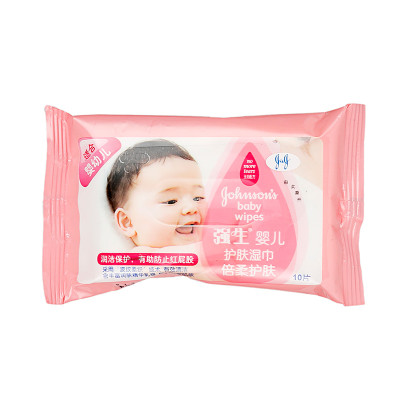 适合
婴幼儿
no more
tears
J&J
Johnson's
baby
wipes
强生®婴儿
护肤湿巾
倍柔护肤
润洁保护，有助防止红屁股
10片